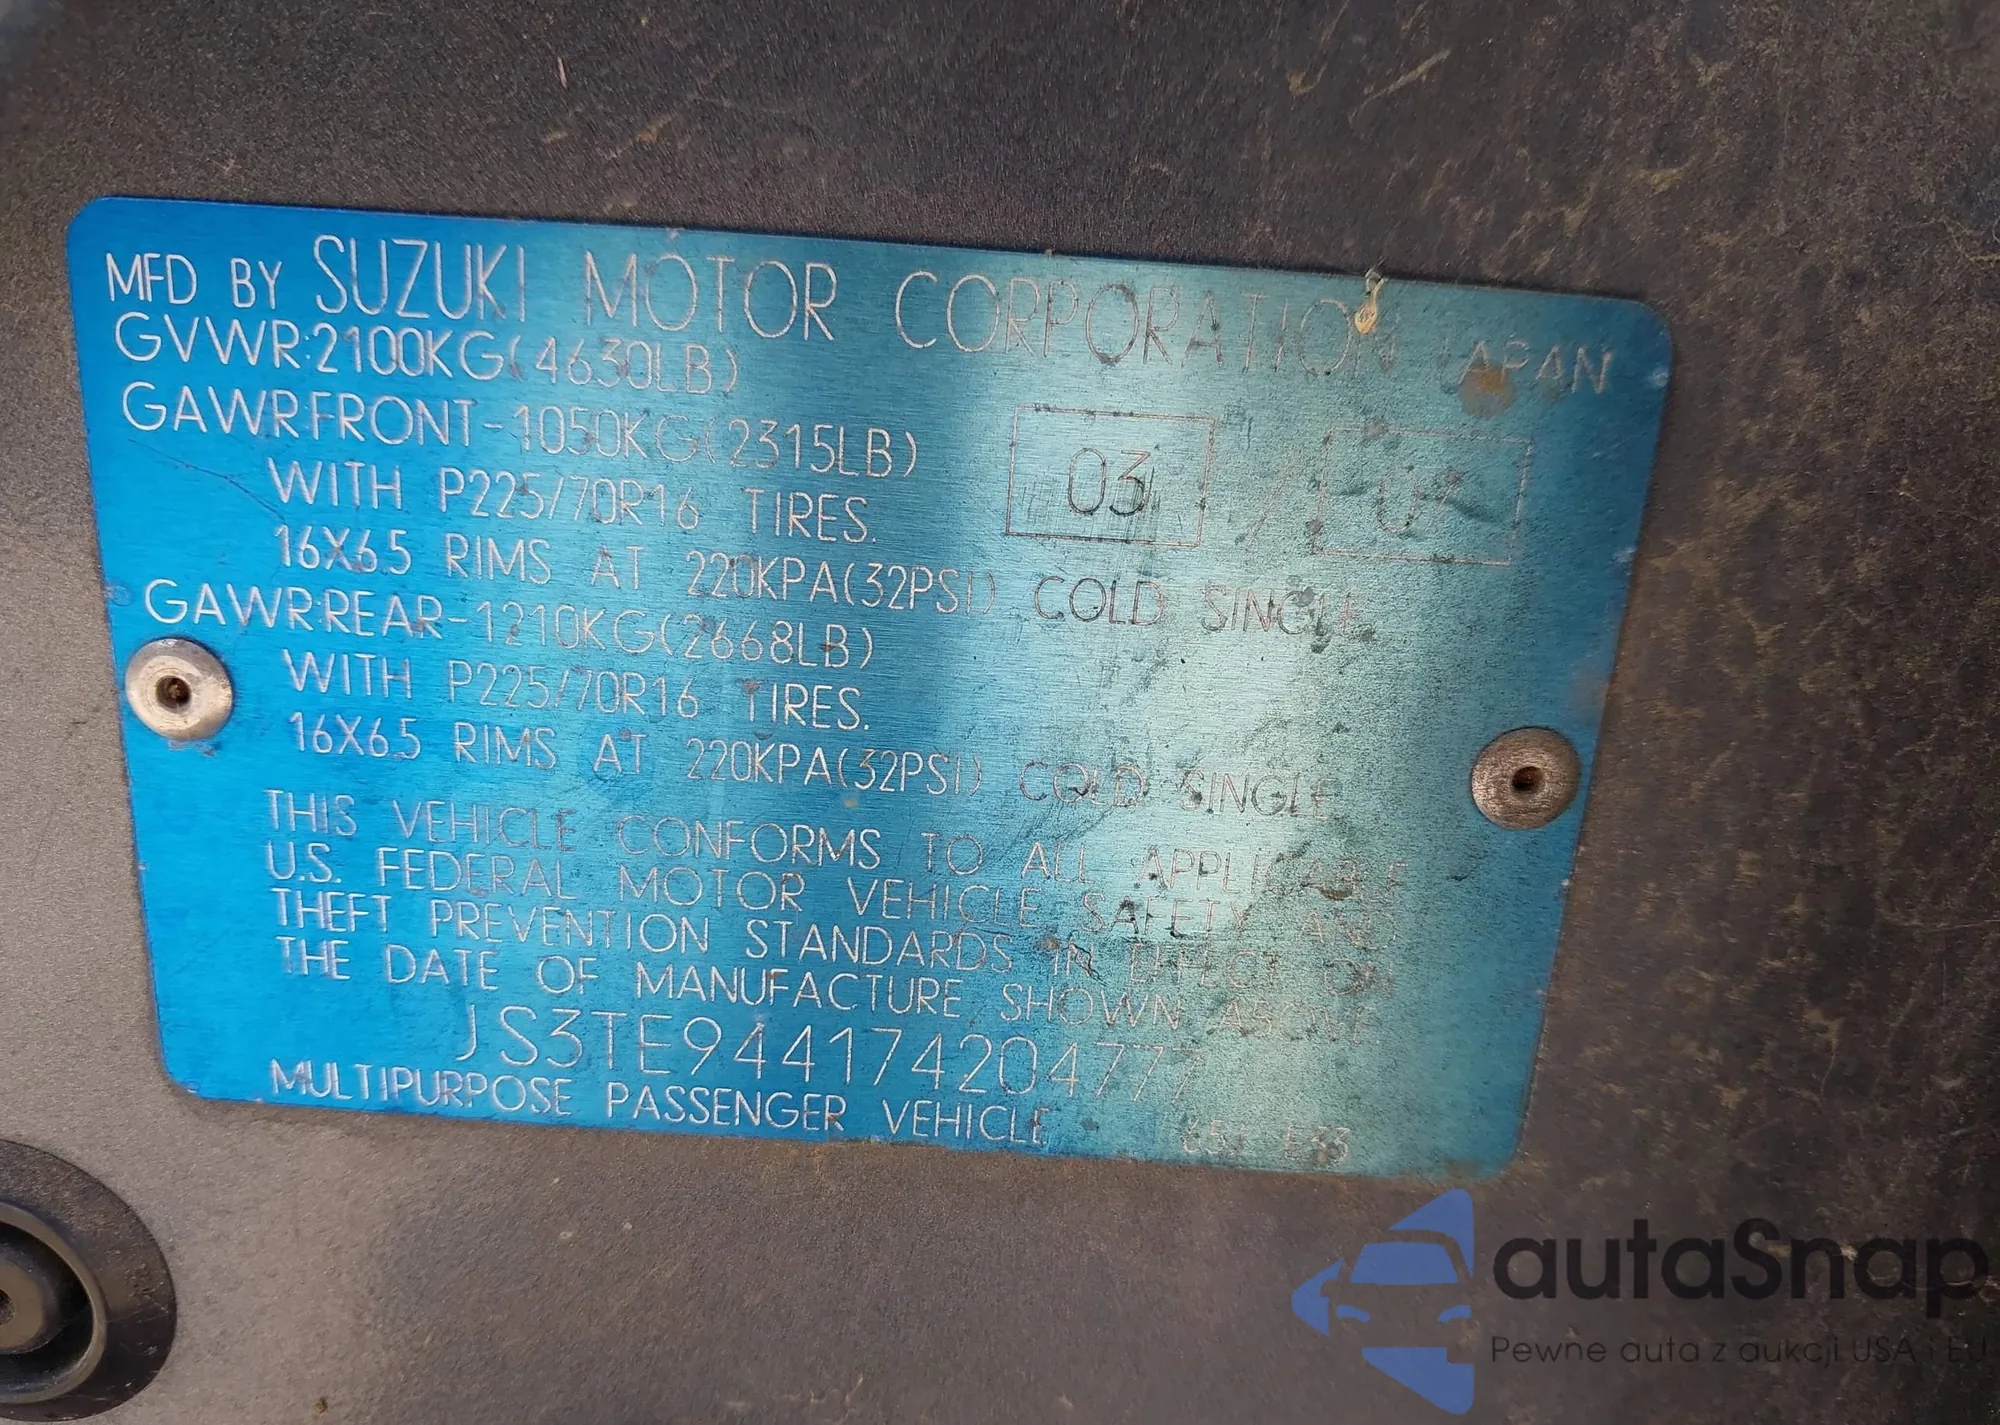 MFD BY SUZUKI MOTOR CORPORATION JAPAN
GVWR:2100KG(4630LB)
GAWR:FRONT-1050KG(2315LB)
WITH P225/70R16 TIRES.
03 / 07
16X6.5 RIMS AT 220KPA(32PSI) COLD SINGLE.
GAWR:REAR-1210KG(2668LB)
WITH P225/70R16 TIRES.
16X6.5 RIMS AT 220KPA(32PSI) COLD SINGLE
THIS VEHICLE CONFORMS TO ALL APPLICABLE
U.S. FEDERAL MOTOR VEHICLE SAFETY AND
THEFT PREVENTION STANDARDS IN EFFECT ON
THE DATE OF MANUFACTURE SHOWN ABOVE.
JS3TE944174204777
MULTIPURPOSE PASSENGER VEHICLE E33
autaSnap
Pewne auta z aukcji USA i EU